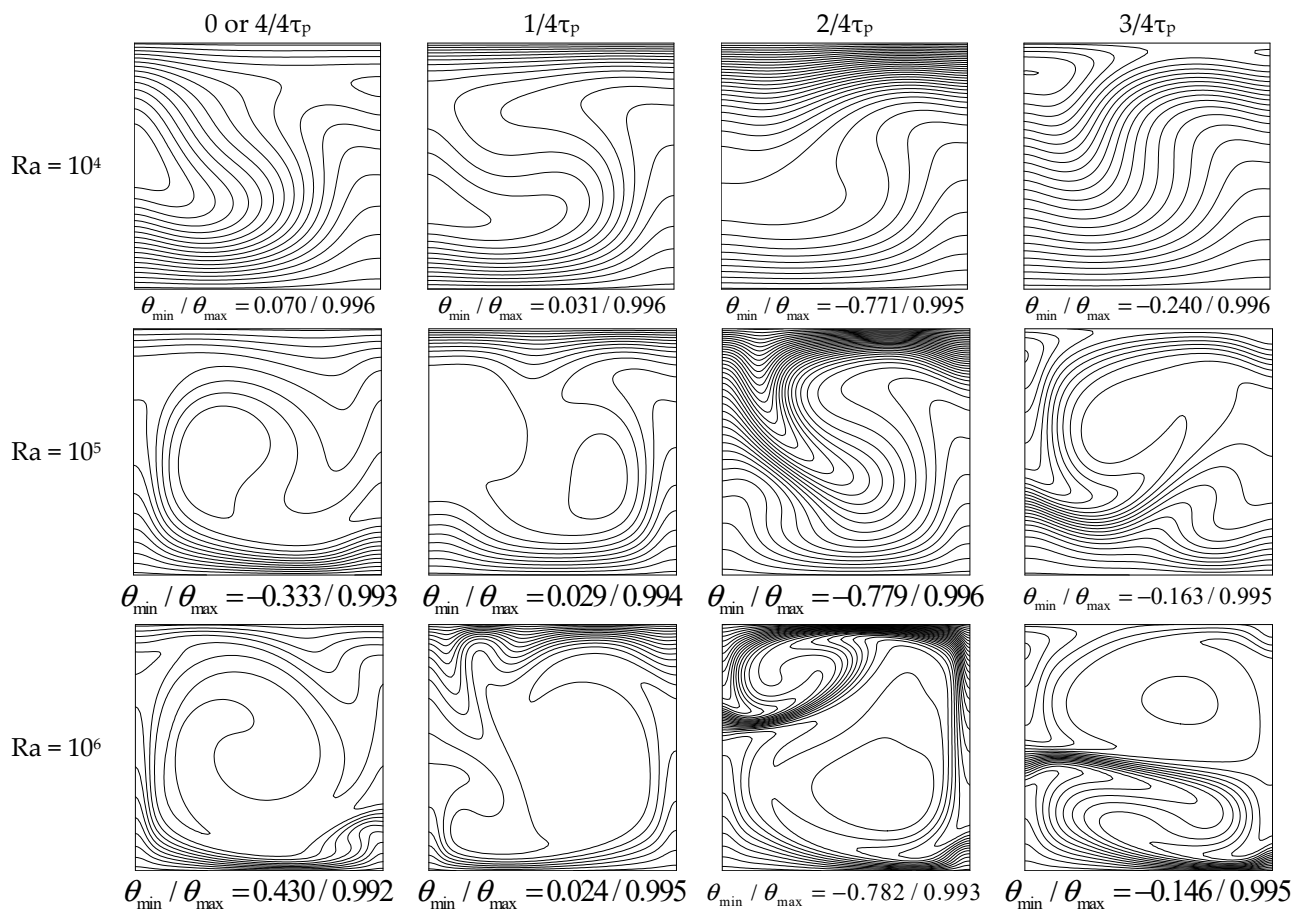 0 or 4/4τₚ 1/4τₚ 2/4τₚ 3/4τₚ
Ra = 10⁴
θmin / θmax = 0.070 / 0.996 θmin / θmax = 0.031 / 0.996 θmin / θmax = −0.771 / 0.995 θmin / θmax = −0.240 / 0.996
Ra = 10⁵
θmin / θmax = −0.333 / 0.993 θmin / θmax = 0.029 / 0.994 θmin / θmax = −0.779 / 0.996 θmin / θmax = −0.163 / 0.995
Ra = 10⁶
θmin / θmax = 0.430 / 0.992 θmin / θmax = 0.024 / 0.995 θmin / θmax = −0.782 / 0.993 θmin / θmax = −0.146 / 0.995